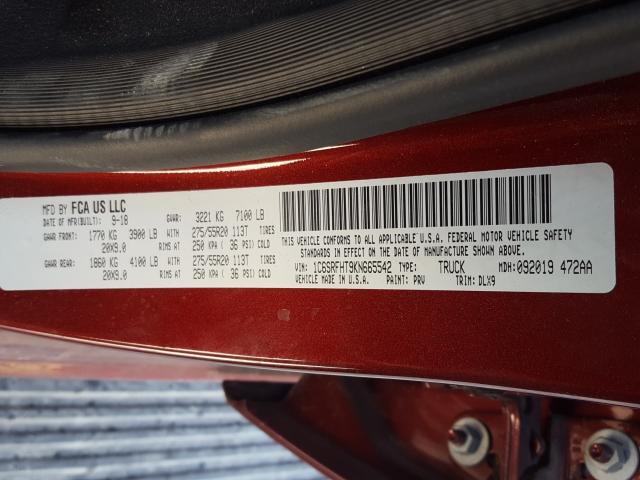 MFD BY FCA US LLC
DATE OF MFR(BUILT): 9-18 GVWR: 3221 KG 7100 LB
GAWR FRONT: 1770 KG 3900 LB 275/55R20 113T TIRES
20X9.0 RIMS AT 250 KPA ( 36 PSI) COLD
GAWR REAR: 1860 KG 4100 LB 275/55R20 113T TIRES
20X9.0 RIMS AT 250 KPA ( 36 PSI) COLD
THIS VEHICLE CONFORMS TO ALL APPLICABLE U.S.A. FEDERAL MOTOR VEHICLE SAFETY
STANDARDS IN EFFECT ON THE DATE OF MANUFACTURE SHOWN ABOVE.
VIN: 1C6SRFHT9KN665542 TYPE: TRUCK MDH: 092019 472AA
VEHICLE MADE IN U.S.A. PAINT: PRV TRIM: DLX9